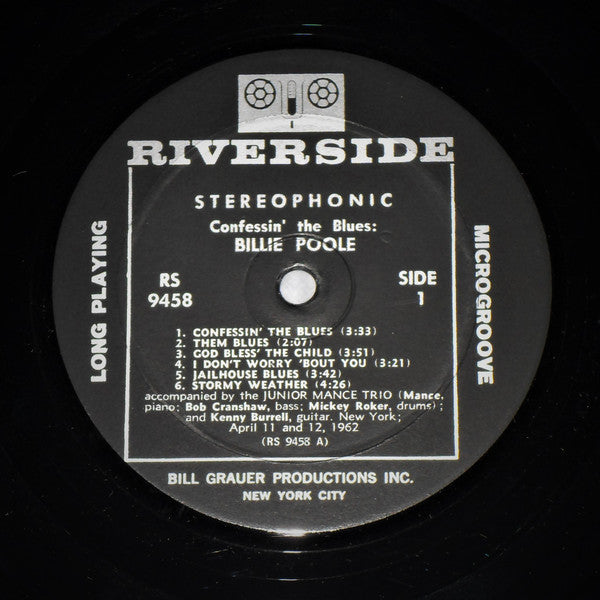 RIVERSIDE
STEREOPHONIC
Confessin' the Blues:
BILLIE POOLE
RS
9458
SIDE
1
LONG PLAYING
MICROGROOVE
1. CONFESSIN' THE BLUES (3:33)
2. THEM BLUES (2:07)
3. GOD BLESS' THE CHILD (3:51)
4. I DON'T WORRY 'BOUT YOU (3:21)
5. JAILHOUSE BLUES (3:42)
6. STORMY WEATHER (4:26)
accompanied by the JUNIOR MANCE TRIO (Mance,
piano; Bob Cranshaw, bass; Mickey Roker, drums);
and Kenny Burrell, guitar. New York;
April 11 and 12, 1962
(RS 9458 A)
BILL GRAUER PRODUCTIONS INC.
NEW YORK CITY